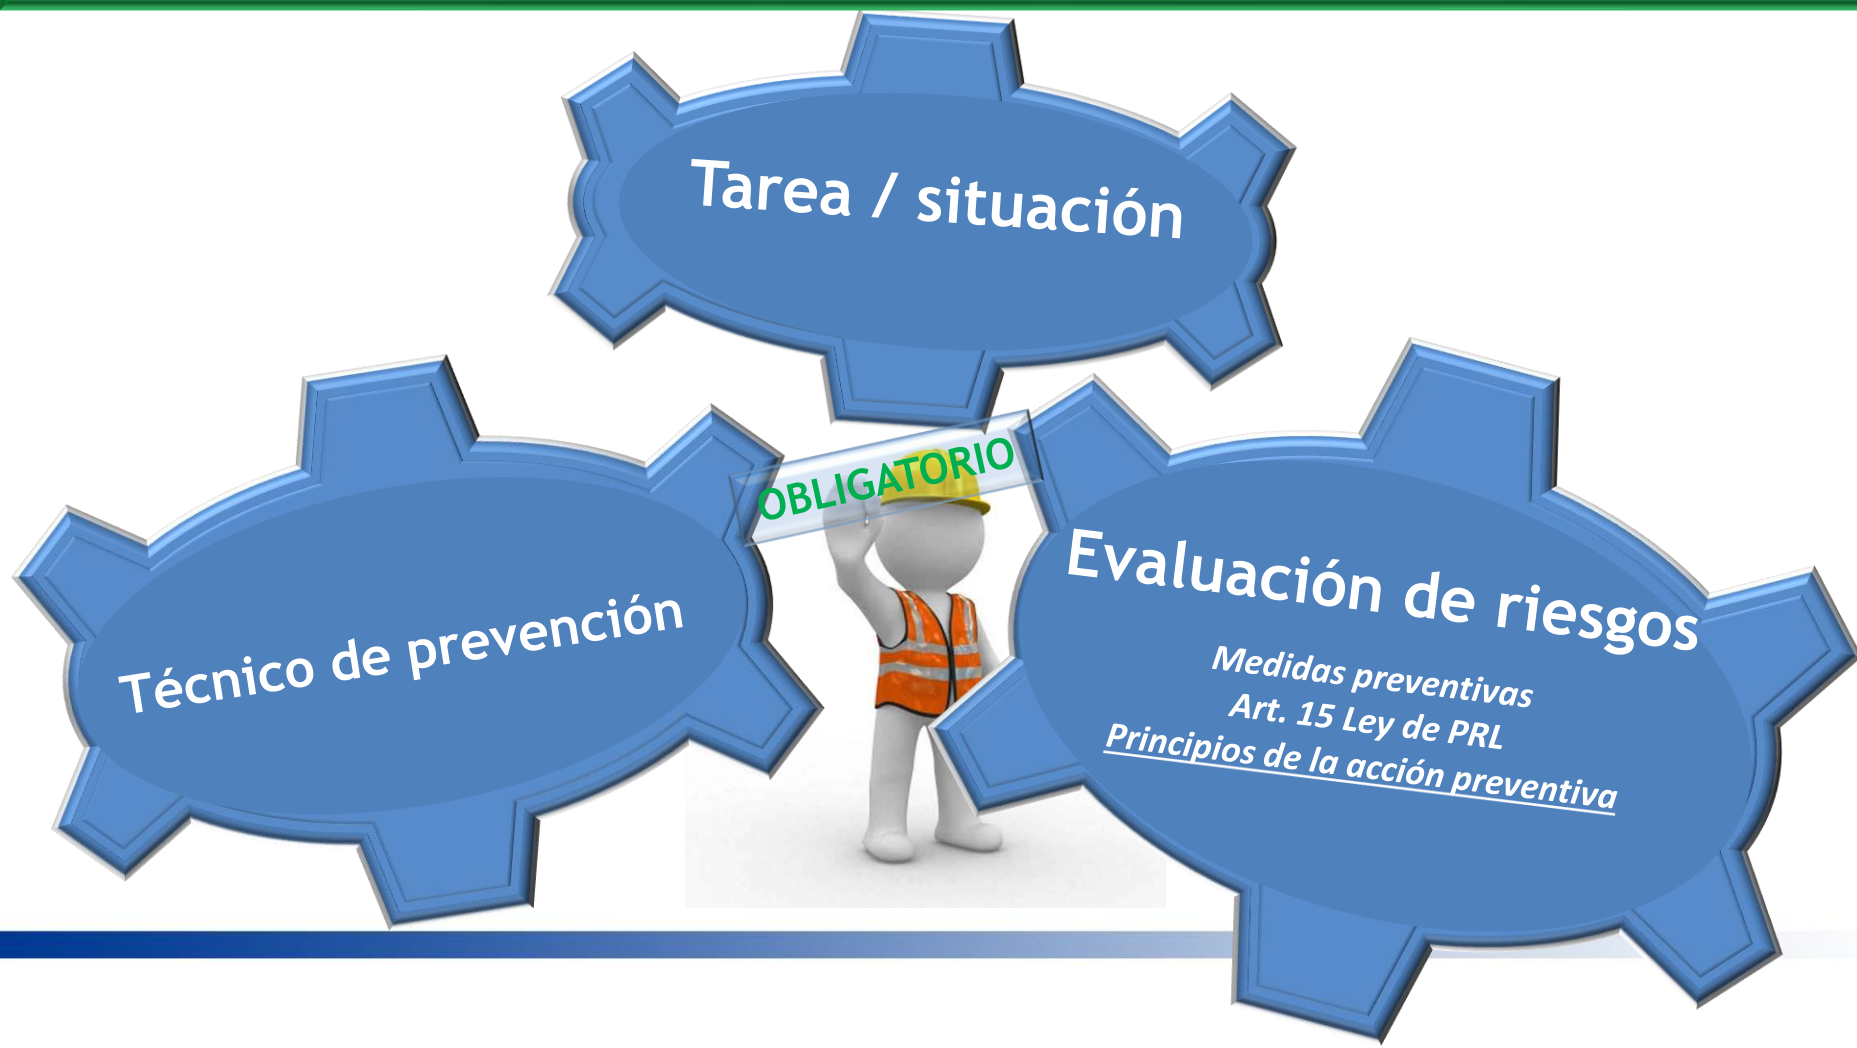 Tarea / situación
OBLIGATORIO
Técnico de prevención
Evaluación de riesgos
Medidas preventivas
Art. 15 Ley de PRL
Principios de la acción preventiva